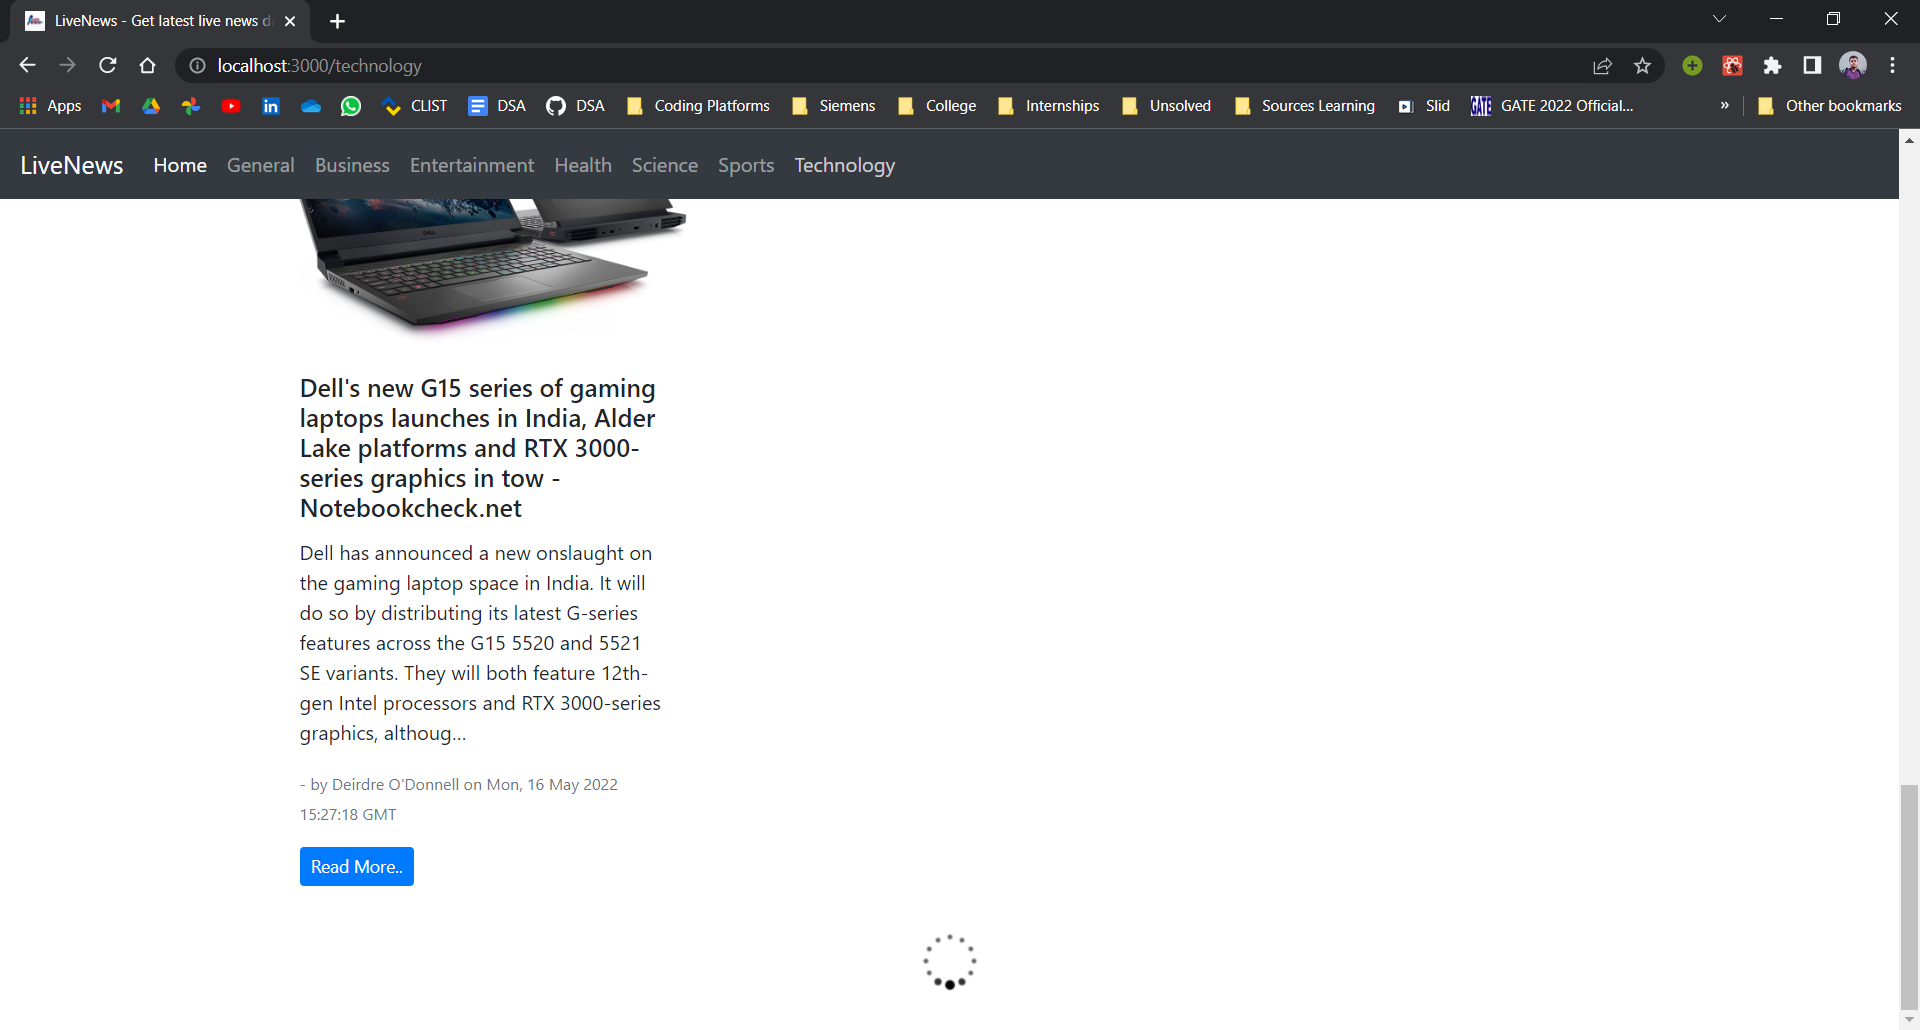 LiveNews - Get latest live news d
localhost:3000/technology
Apps CLIST DSA DSA Coding Platforms Siemens College Internships Unsolved Sources Learning Slid GATE GATE 2022 Official... » Other bookmarks
LiveNews Home General Business Entertainment Health Science Sports Technology
DELL
Dell's new G15 series of gaming
laptops launches in India, Alder
Lake platforms and RTX 3000-
series graphics in tow -
Notebookcheck.net
Dell has announced a new onslaught on
the gaming laptop space in India. It will
do so by distributing its latest G-series
features across the G15 5520 and 5521
SE variants. They will both feature 12th-
gen Intel processors and RTX 3000-series
graphics, althoug...
- by Deirdre O'Donnell on Mon, 16 May 2022
15:27:18 GMT
Read More..